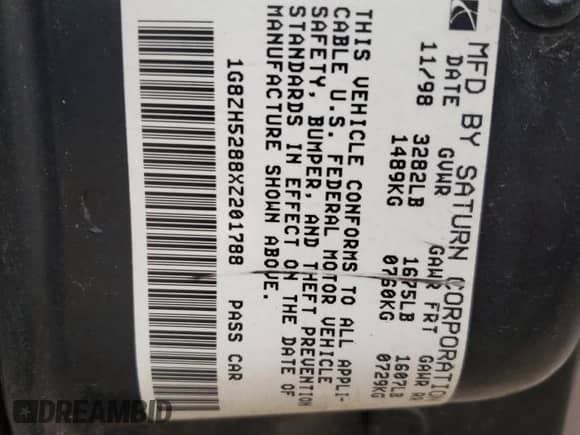 MFD BY SATURN CORPORATION
DATE GVWR GAWR FRT GAWR RR
11/98 3282LB 1675LB 1607LB
1489KG 0760KG 0729KG
THIS VEHICLE CONFORMS TO ALL APPLI-
CABLE U.S. FEDERAL MOTOR VEHICLE
SAFETY, BUMPER, AND THEFT PREVENTION
STANDARDS IN EFFECT ON THE DATE OF
MANUFACTURE SHOWN ABOVE.
1G8ZH5288XZ201788 PASS CAR
DREAMBID